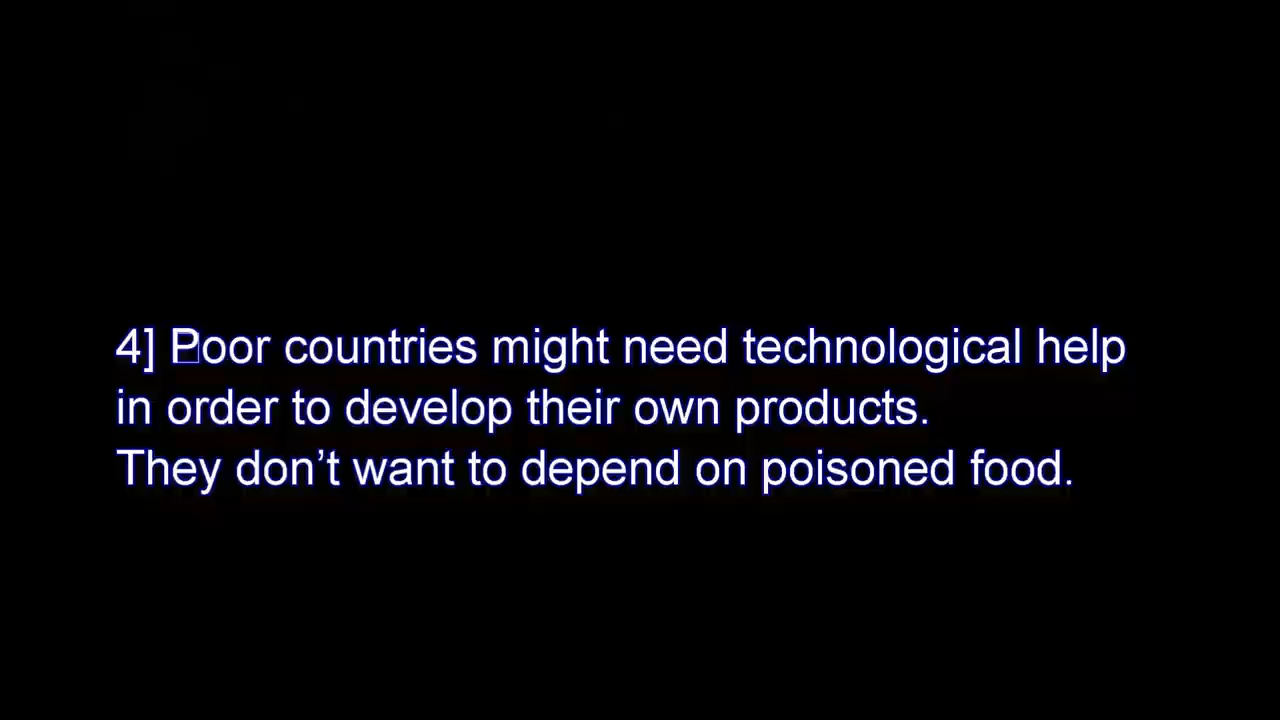 4] Poor countries might need technological help
in order to develop their own products.
They don’t want to depend on poisoned food.